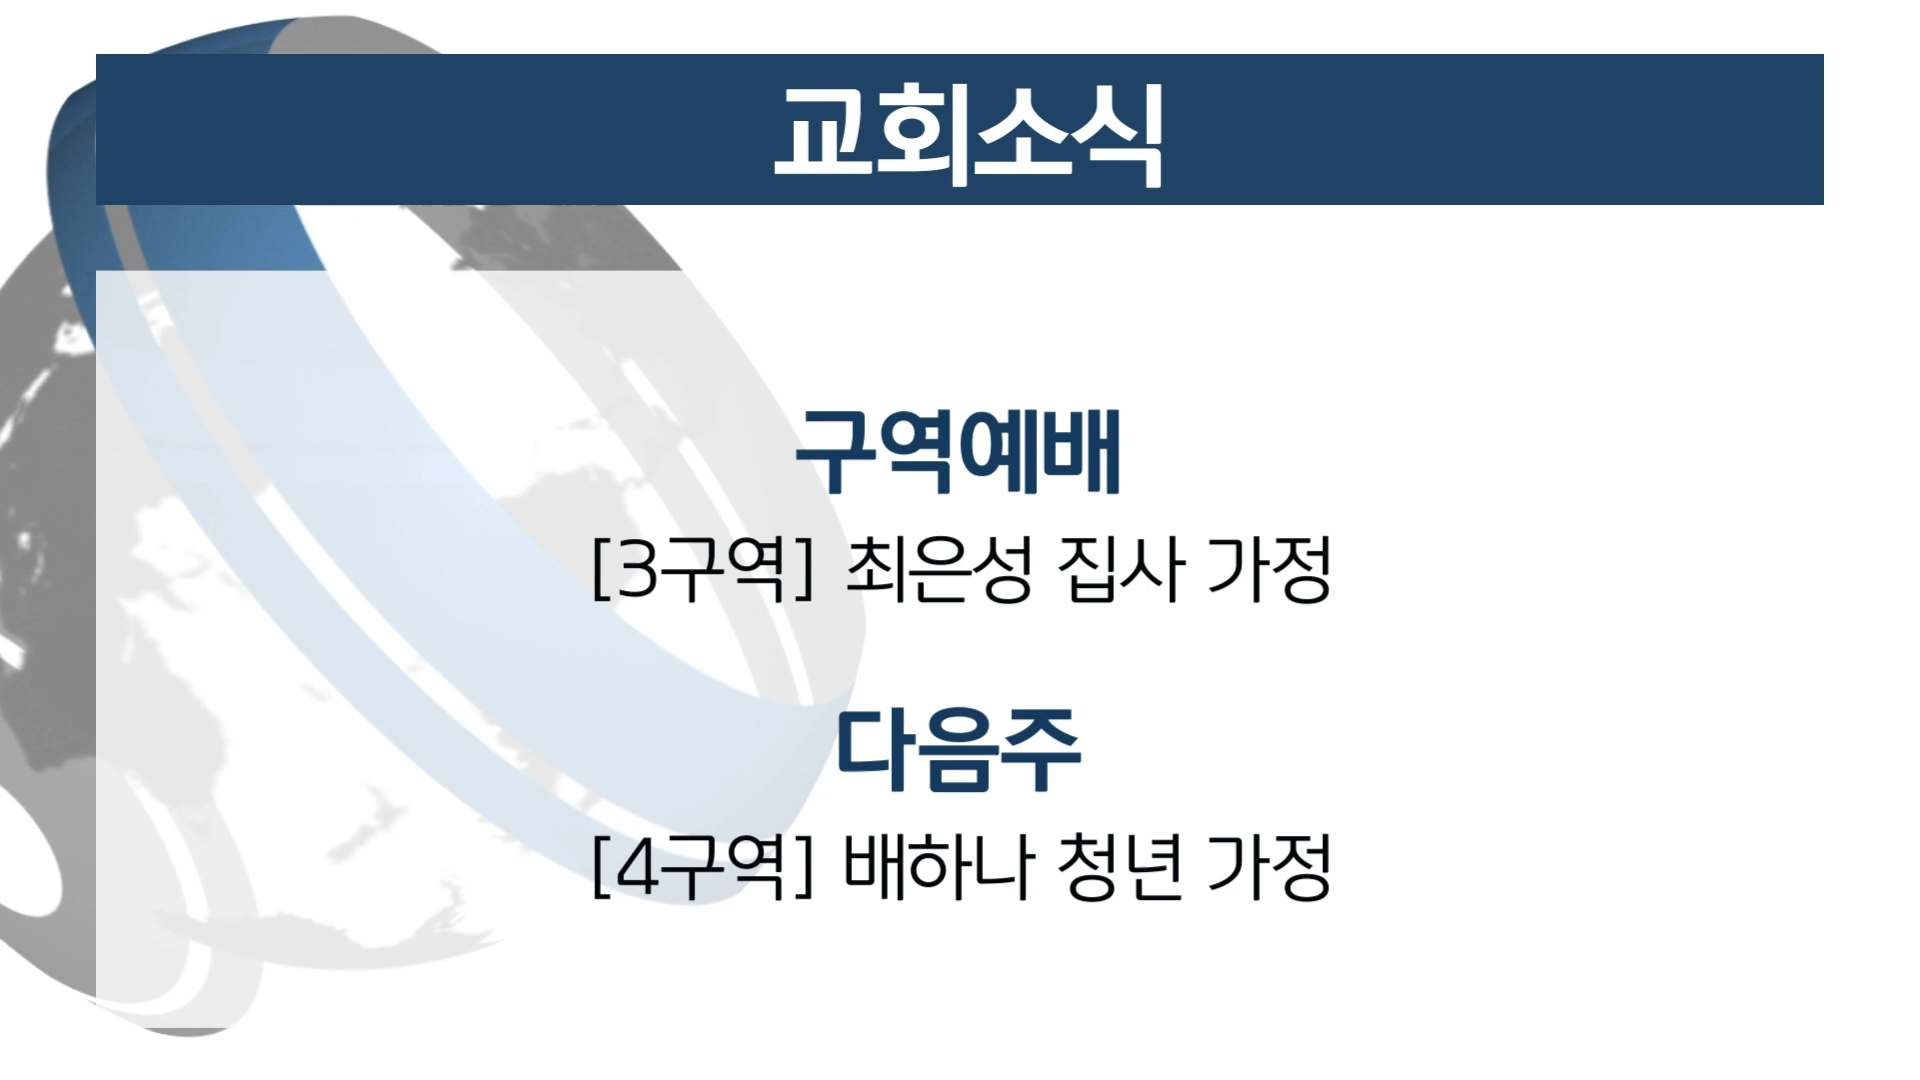 교회소식
구역예배
[3구역] 최은성 집사 가정
다음주
[4구역] 배하나 청년 가정